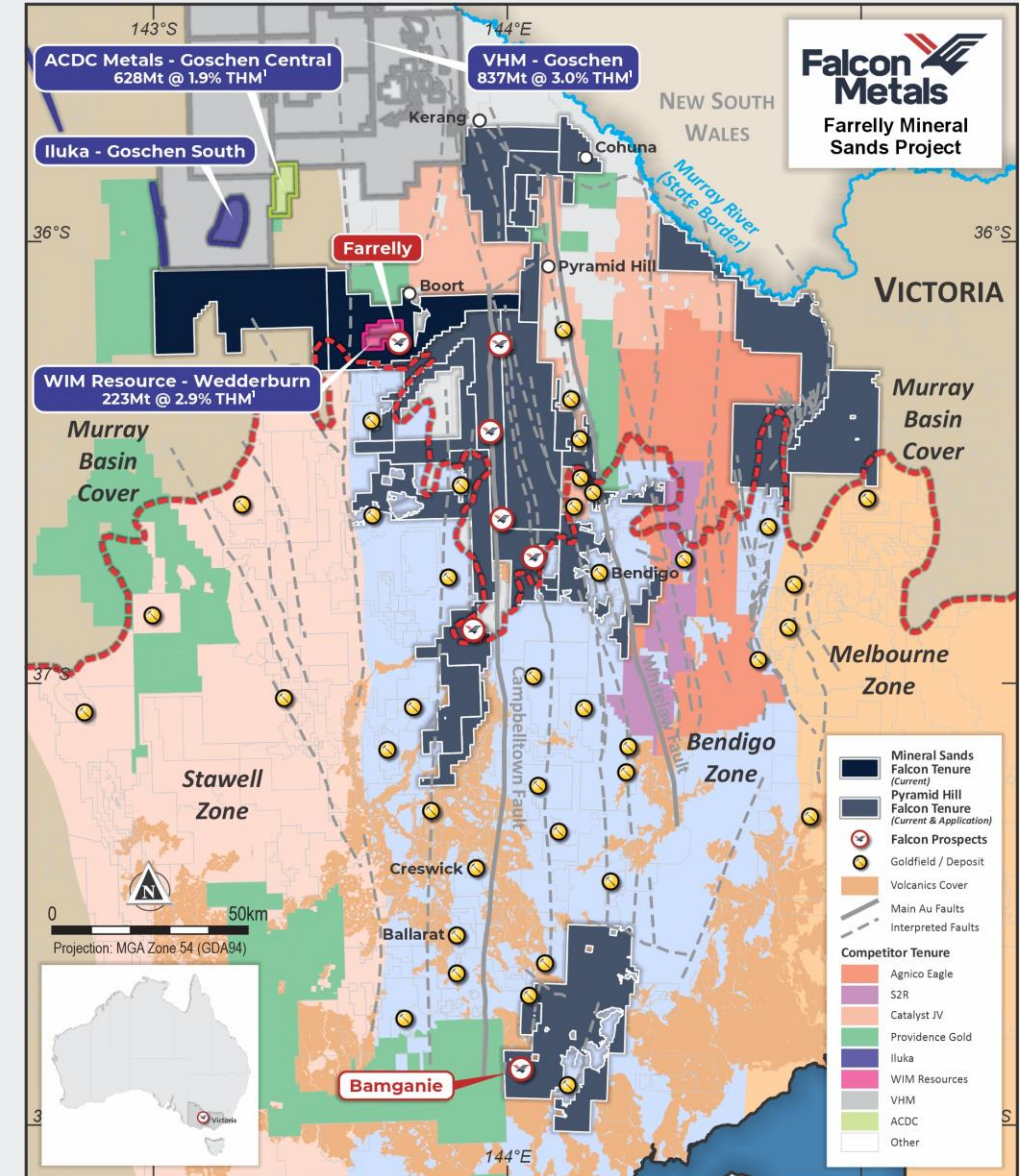 143°S
144°E
ACDC Metals - Goschen Central
628Mt @ 1.9% THM¹
VHM - Goschen
837Mt @ 3.0% THM¹
Falcon
Metals
Farrelly Mineral
Sands Project
NEW SOUTH
WALES
Kerang
Iluka - Goschen South
Cohuna
Murray River
(State Border)
36°S
36°S
Farrelly
Pyramid Hill
Boort
VICTORIA
WIM Resource - Wedderburn
223Mt @ 2.9% THM¹
Murray
Basin
Cover
Murray
Basin
Cover
Bendigo
37°S
Melbourne
Zone
Campbelltown Fault
Whitelaw Fault
Bendigo
Zone
Stawell
Zone
Mineral Sands
Falcon Tenure
(Current)
Pyramid Hill
Falcon Tenure
(Current & Application)
Falcon Prospects
Goldfield / Deposit
Volcanics Cover
Main Au Faults
Interpreted Faults
Competitor Tenure
Agnico Eagle
S2R
Catalyst JV
Providence Gold
Iluka
WIM Resources
VHM
ACDC
Other
Creswick
N
0
50km
Projection: MGA Zone 54 (GDA94)
Ballarat
Victoria
Bamganie
144°E